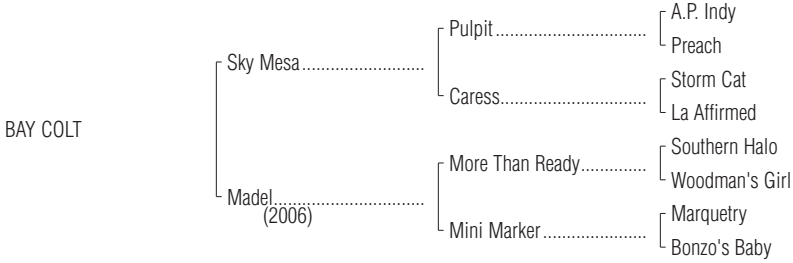 A.P. Indy
Pulpit..............................
Preach
Sky Mesa.........................
Storm Cat
Caress.............................
La Affirmed
BAY COLT
Southern Halo
More Than Ready.............
Woodman's Girl
Madel...............................
(2006)
Marquetry
Mini Marker.....................
Bonzo's Baby